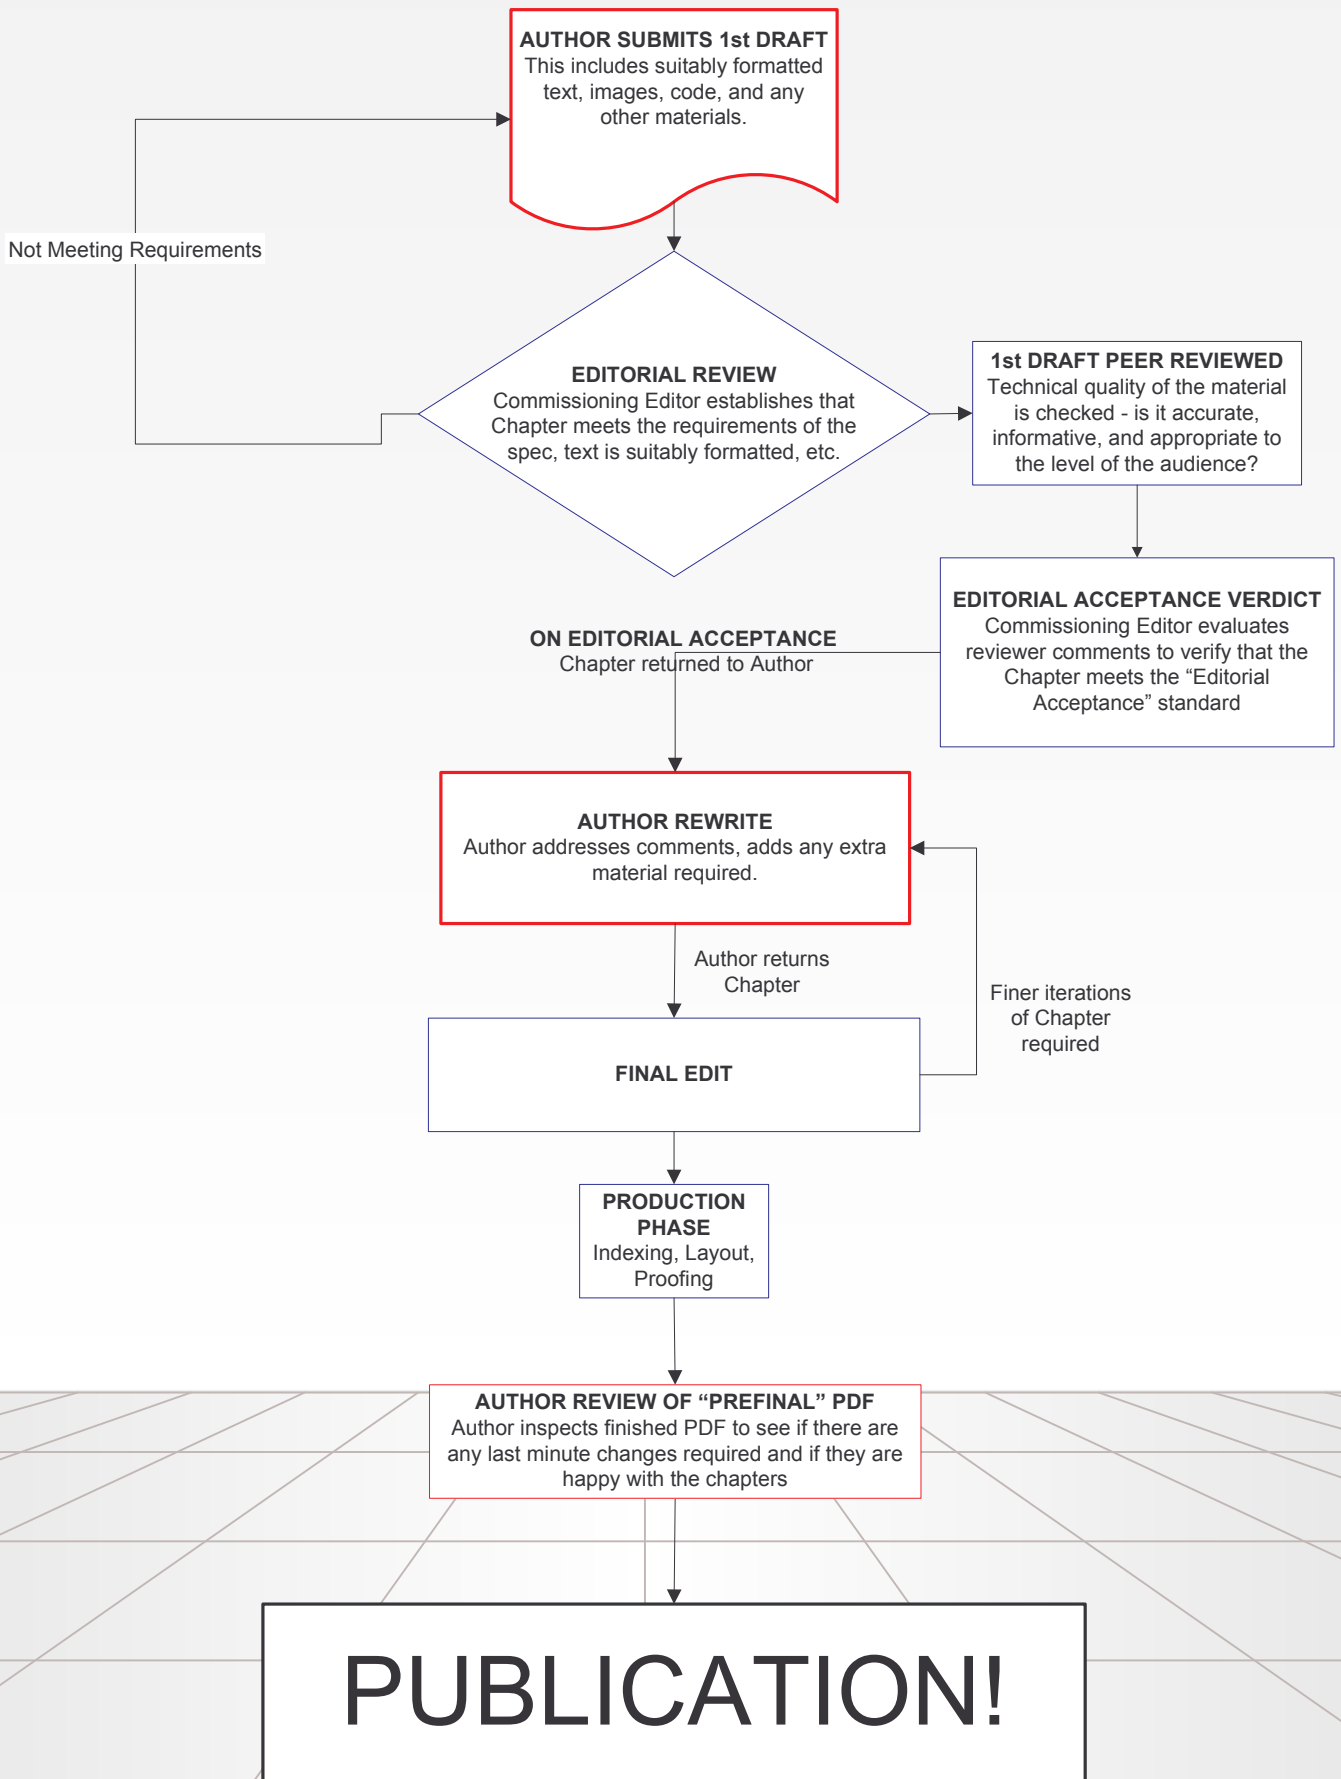 AUTHOR SUBMITS 1st DRAFT
This includes suitably formatted
text, images, code, and any
other materials.
Not Meeting Requirements
EDITORIAL REVIEW
Commissioning Editor establishes that
Chapter meets the requirements of the
spec, text is suitably formatted, etc.
1st DRAFT PEER REVIEWED
Technical quality of the material
is checked - is it accurate,
informative, and appropriate to
the level of the audience?
EDITORIAL ACCEPTANCE VERDICT
Commissioning Editor evaluates
reviewer comments to verify that the
Chapter meets the “Editorial
Acceptance” standard
ON EDITORIAL ACCEPTANCE
Chapter returned to Author
AUTHOR REWRITE
Author addresses comments, adds any extra
material required.
Author returns
Chapter
Finer iterations
of Chapter
required
FINAL EDIT
PRODUCTION
PHASE
Indexing, Layout,
Proofing
AUTHOR REVIEW OF “PREFINAL” PDF
Author inspects finished PDF to see if there are
any last minute changes required and if they are
happy with the chapters
PUBLICATION!